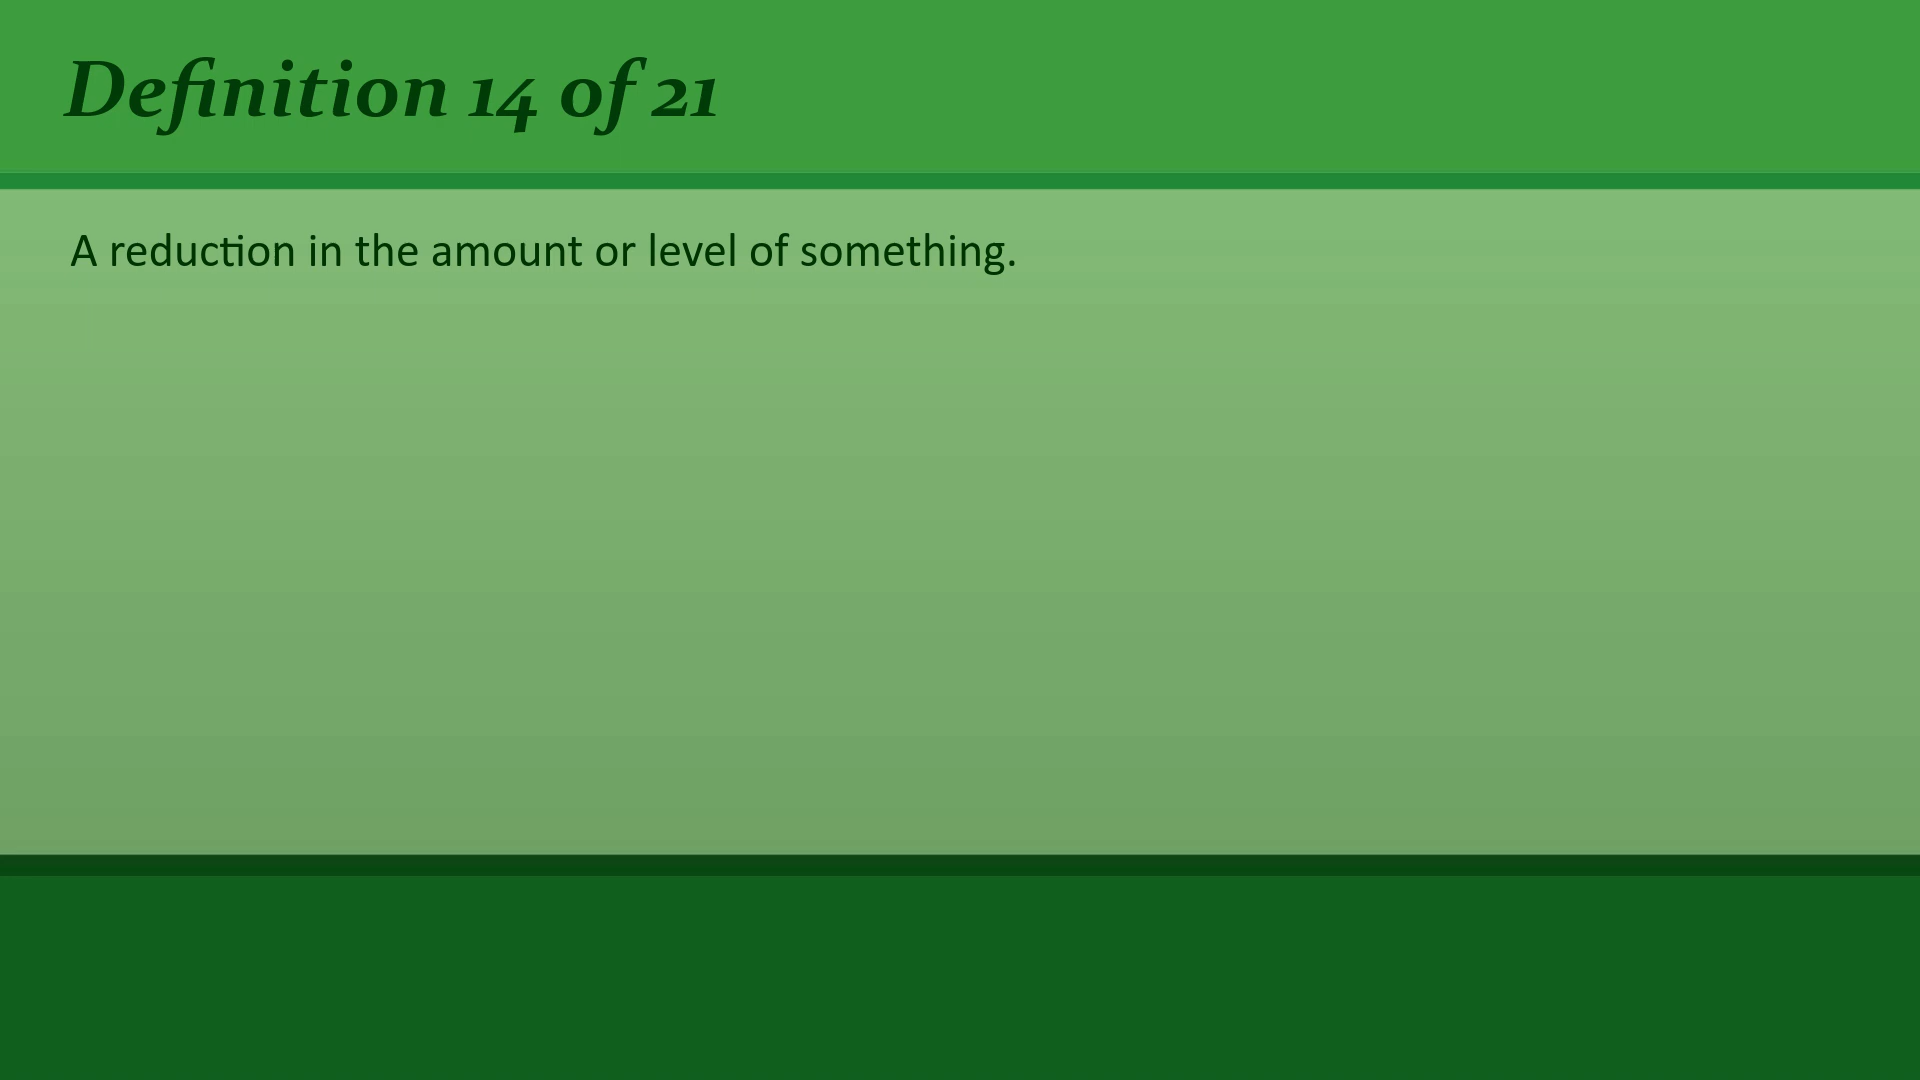 Definition 14 of 21
A reduction in the amount or level of something.